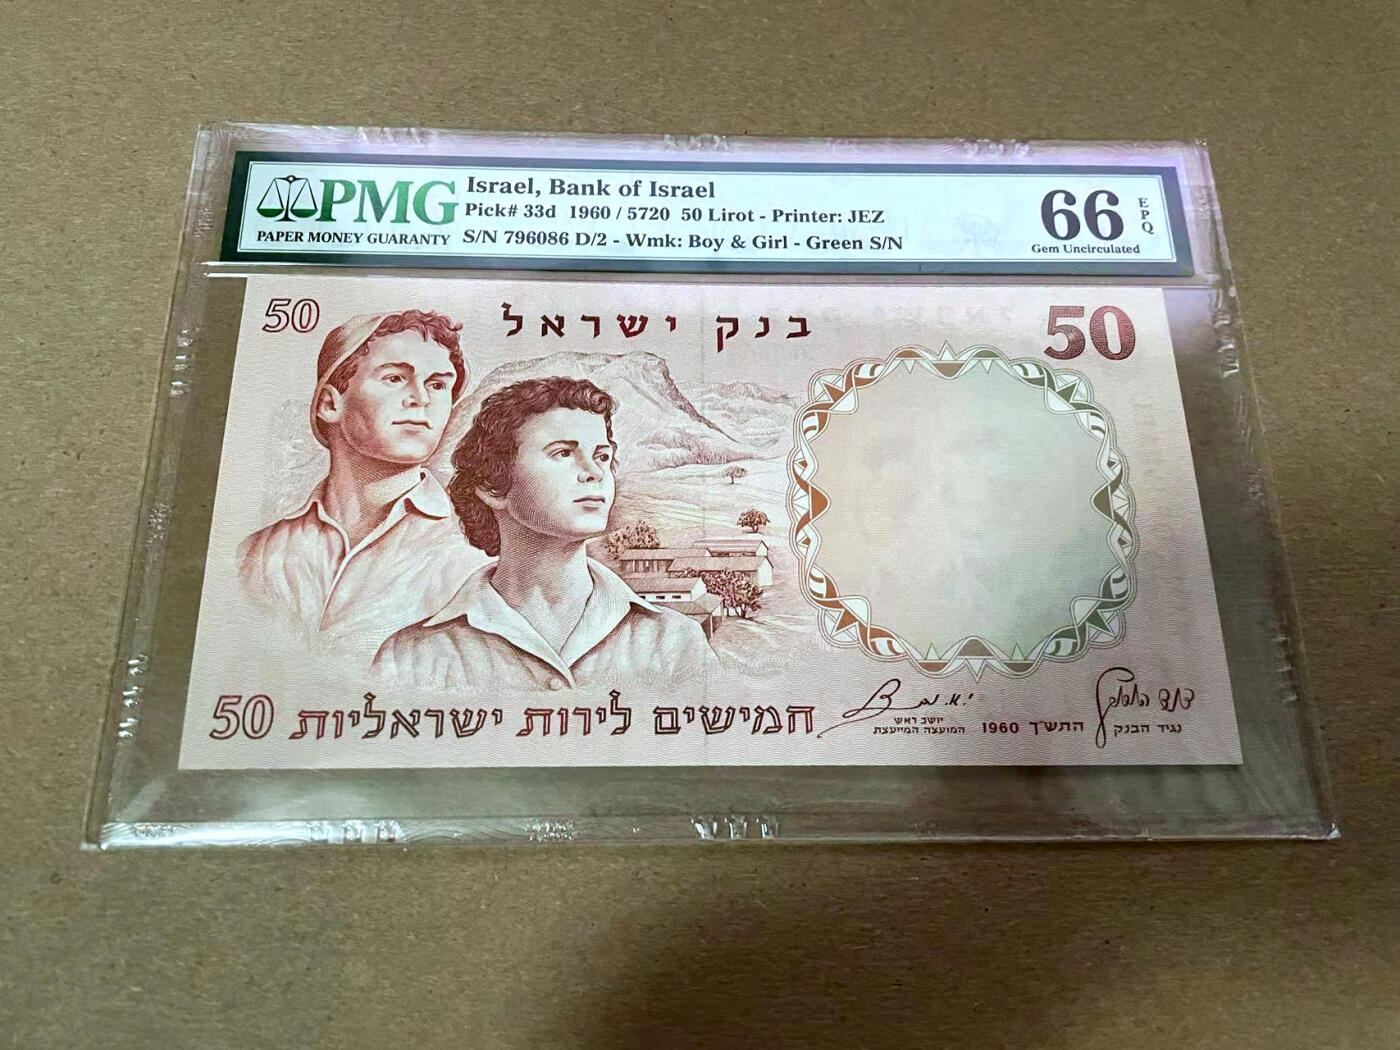 PMG
PAPER MONEY GUARANTY
Israel, Bank of Israel
Pick# 33d 1960 / 5720 50 Lirot - Printer: JEZ
S/N 796086 D/2 - Wmk: Boy & Girl - Green S/N
66 EPQ
Gem Uncirculated
50
בנק ישראל
50
50
חמישים לירות ישראליות
יושב ראש
המועצה המייעצת
1960 התש״ך
נגיד הבנק